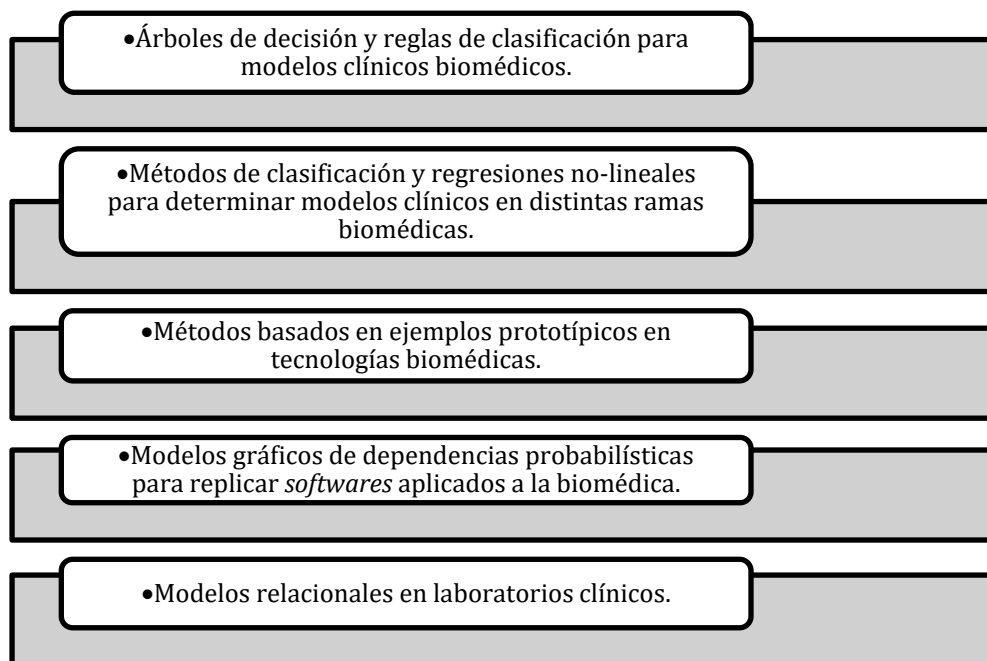 •Árboles de decisión y reglas de clasificación para
modelos clínicos biomédicos.
•Métodos de clasificación y regresiones no-lineales
para determinar modelos clínicos en distintas ramas
biomédicas.
•Métodos basados en ejemplos prototípicos en
tecnologías biomédicas.
•Modelos gráficos de dependencias probabilísticas
para replicar softwares aplicados a la biomédica.
•Modelos relacionales en laboratorios clínicos.